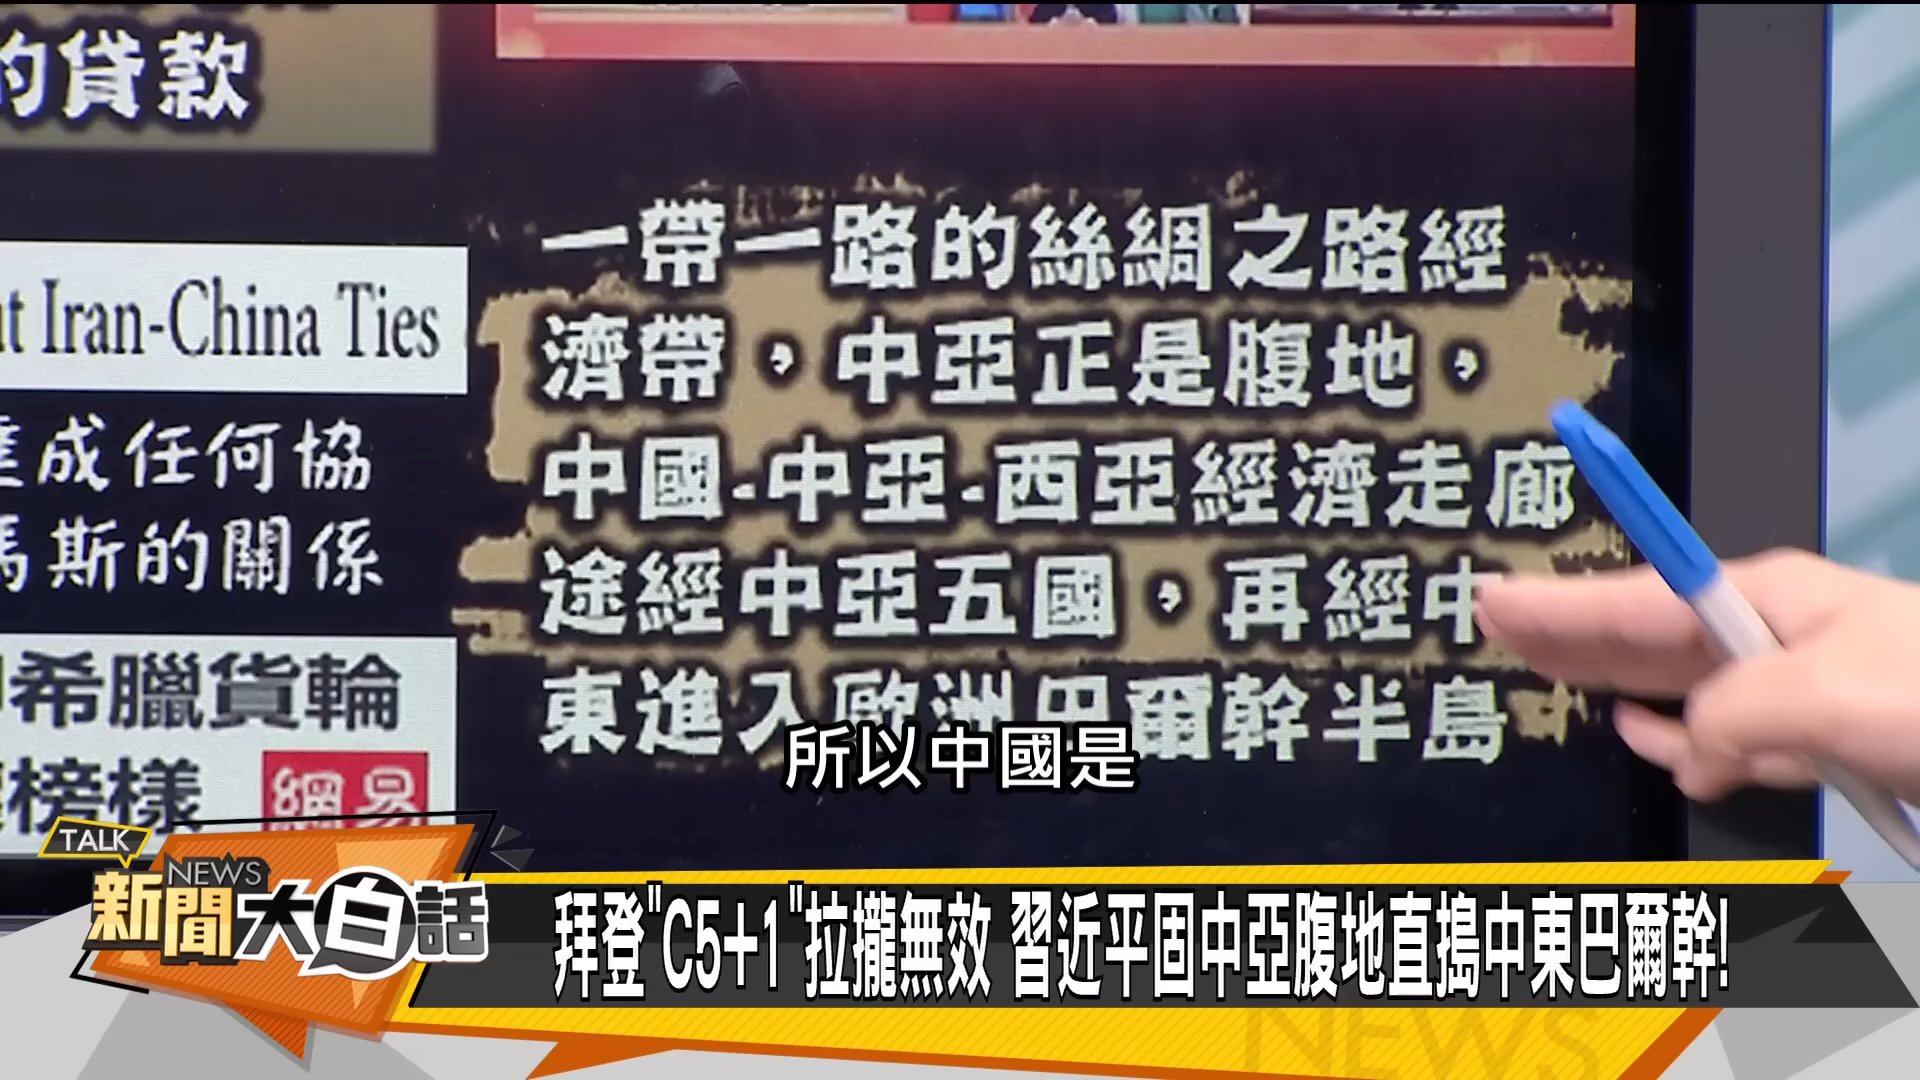 的貸款
Iran-China Ties
成任何協
斯的關係
希臘貨輪
榜樣
網易
一帶一路的絲綢之路經
濟帶，中亞正是腹地，
中國-中亞-西亞經濟走廊
途經中亞五國，再經中
東進入歐洲巴爾幹半島
所以中國是
TALK
NEWS
新聞大白話
拜登"C5+1"拉攏無效 習近平固中亞腹地直搗中東巴爾幹!
NEWS